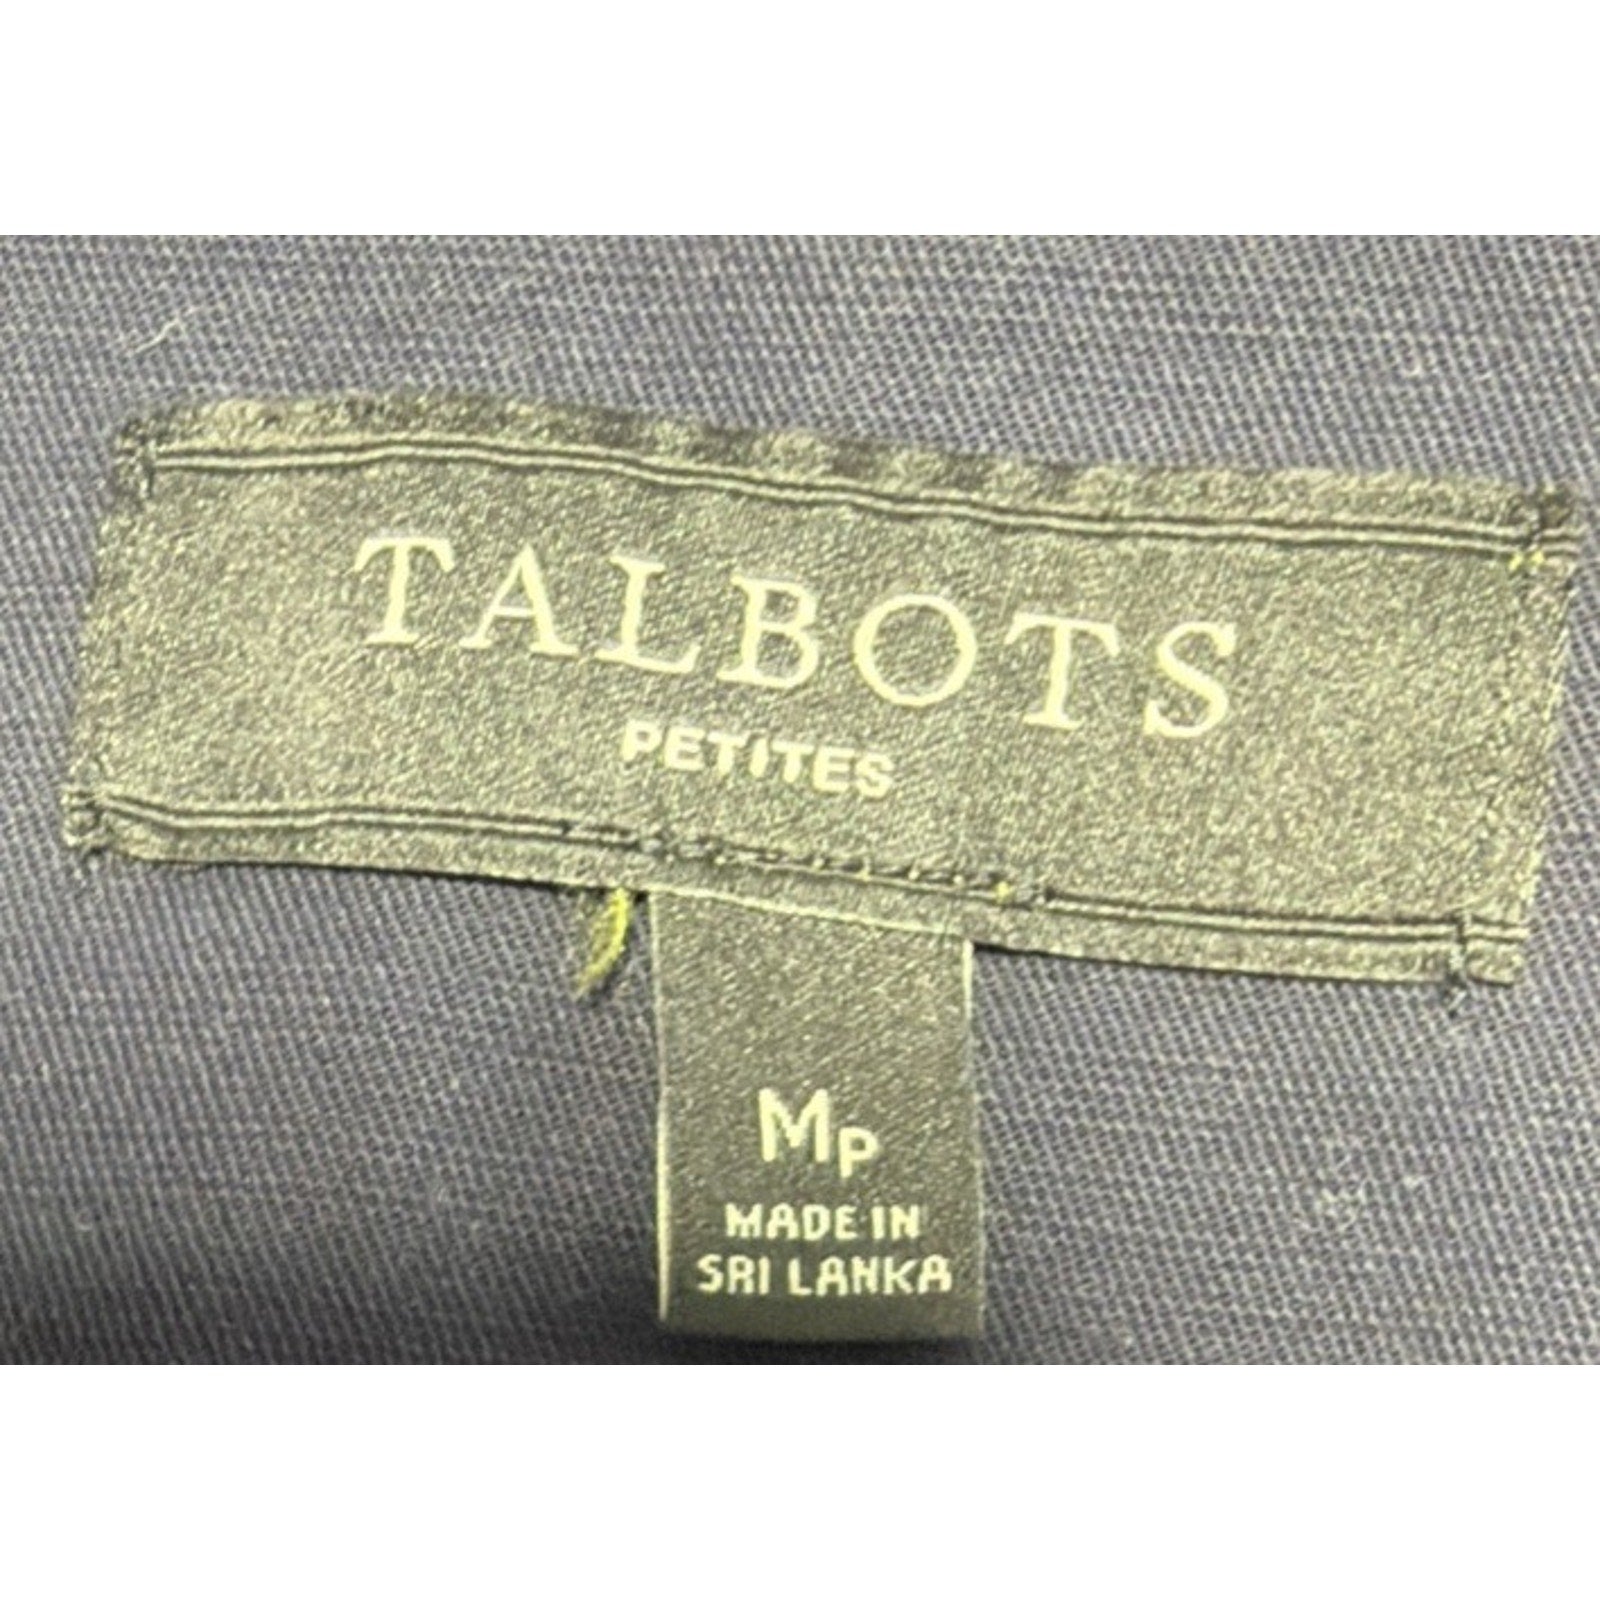 TALBOTS
PETITES
MP
MADE IN
SRI LANKA